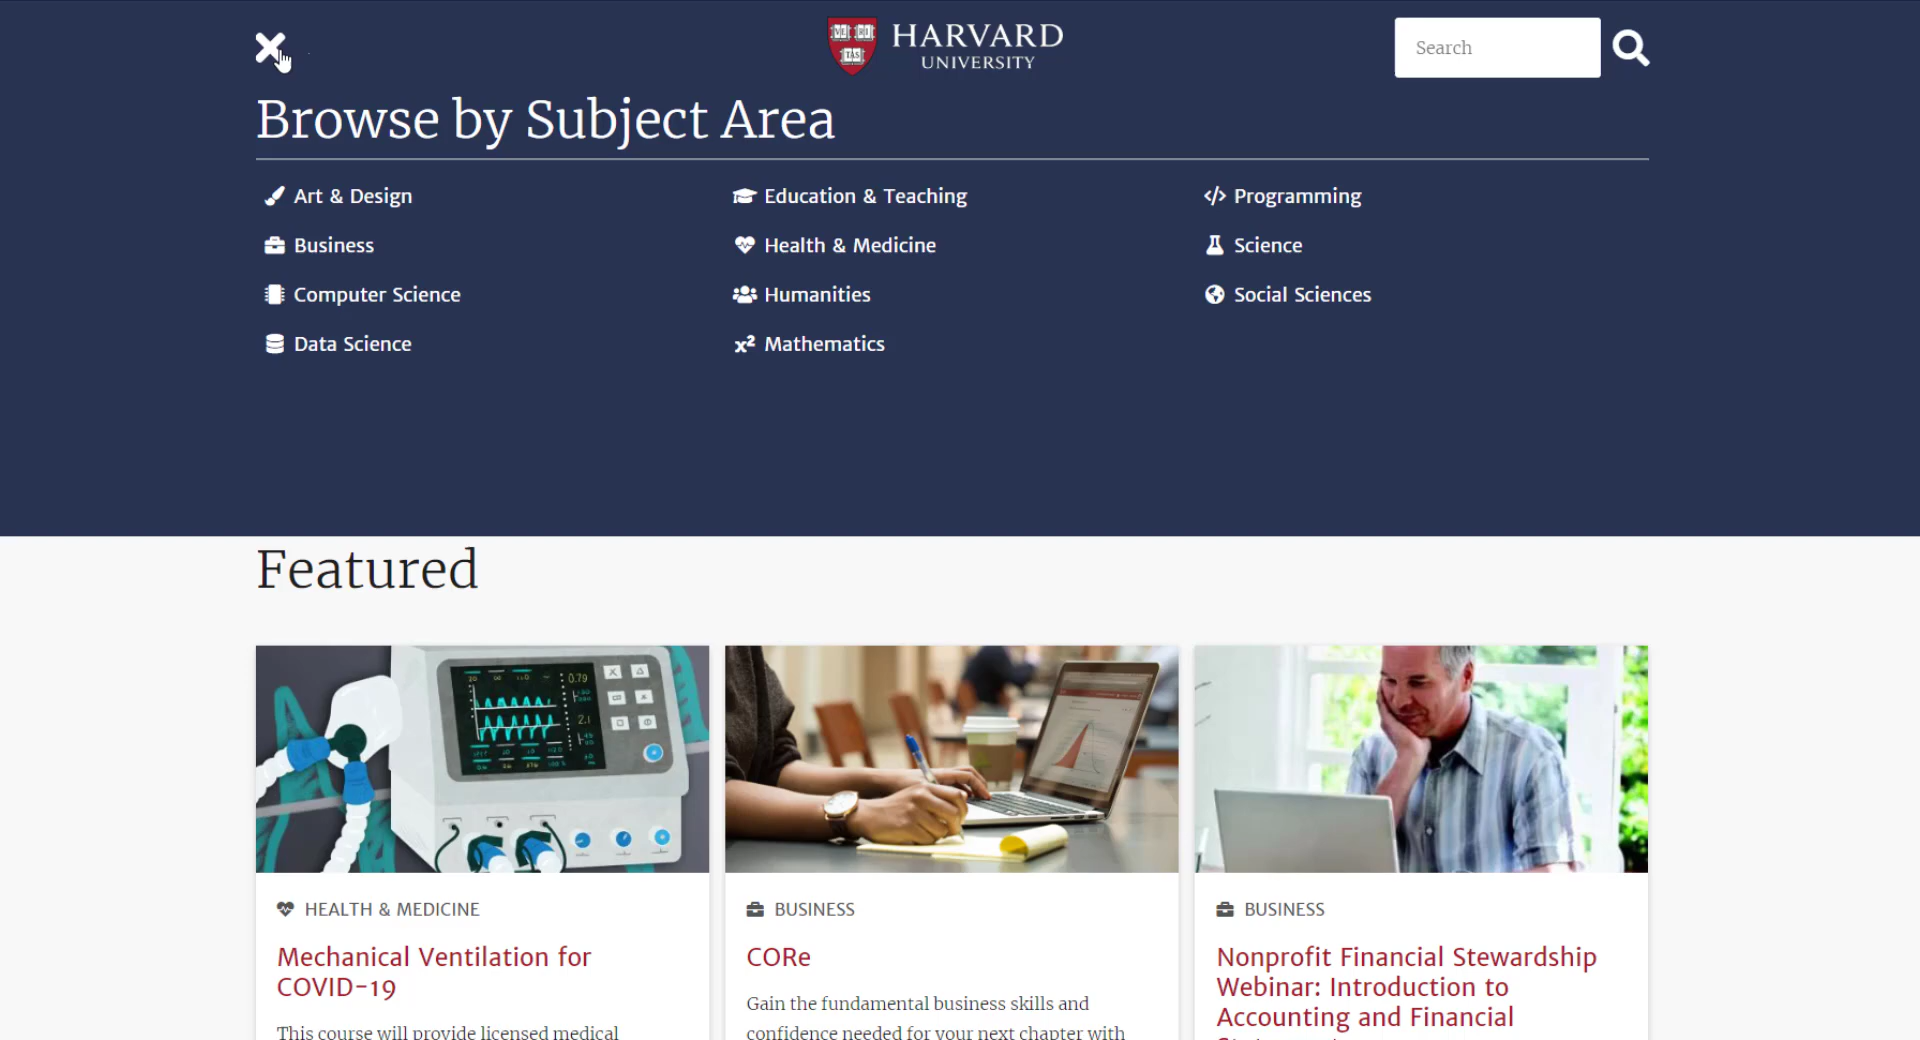 HARVARD
UNIVERSITY
Search
Browse by Subject Area
Art & Design
Education & Teaching
Programming
Business
Health & Medicine
Science
Computer Science
Humanities
Social Sciences
Data Science
Mathematics
Featured
HEALTH & MEDICINE
Mechanical Ventilation for
COVID-19
This course will provide licensed medical
BUSINESS
CORe
Gain the fundamental business skills and
confidence needed for your next chapter with
BUSINESS
Nonprofit Financial Stewardship
Webinar: Introduction to
Accounting and Financial